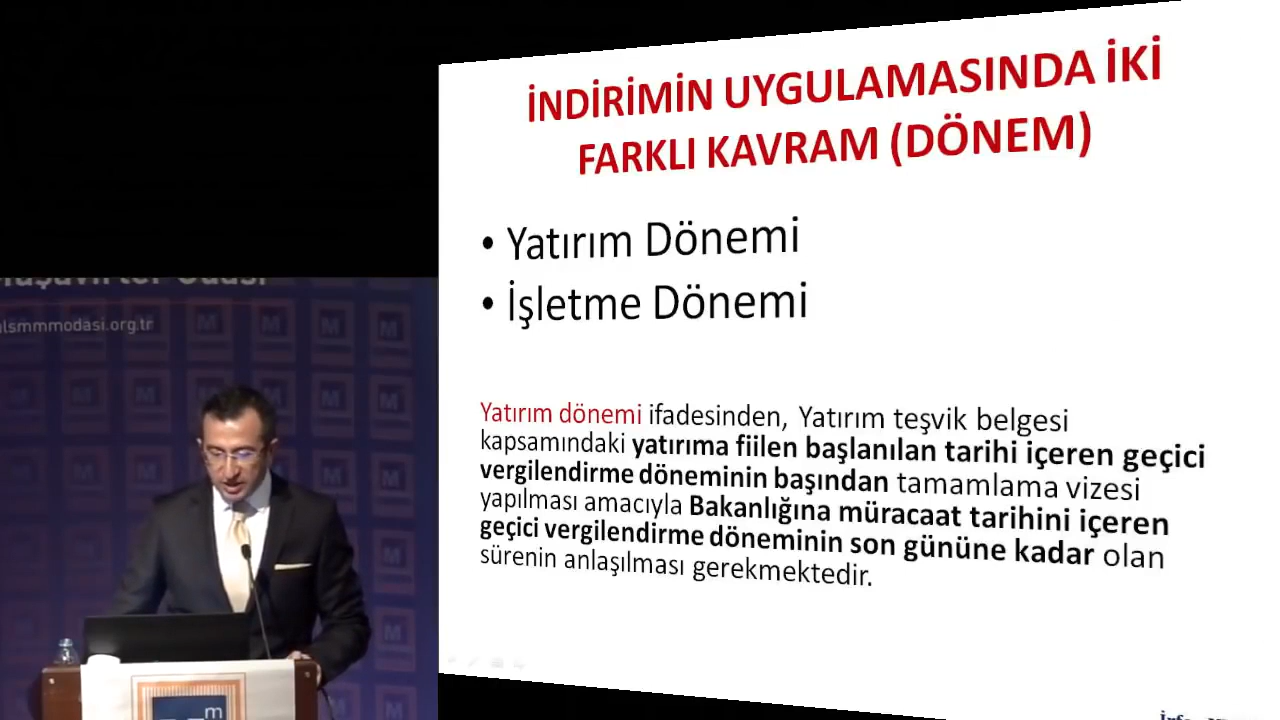 İNDİRİMİN UYGULAMASINDA İKİ
FARKLI KAVRAM (DÖNEM)
• Yatırım Dönemi
• İşletme Dönemi
Yatırım dönemi ifadesinden, Yatırım teşvik belgesi
kapsamındaki yatırıma fiilen başlanılan tarihi içeren geçici
vergilendirme döneminin başından tamamlama vizesi
yapılması amacıyla Bakanlığına müracaat tarihini içeren
geçici vergilendirme döneminin son gününe kadar olan
sürenin anlaşılması gerekmektedir.
lsmmmodasi.org.tr
m